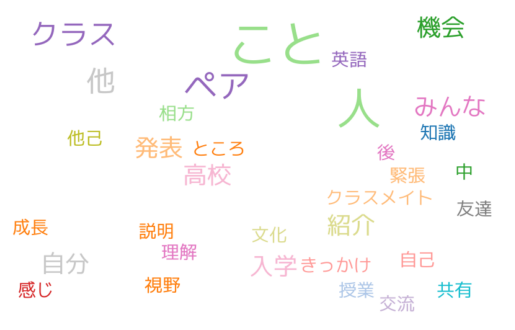 クラス
こと
機会
英語
他
ペア
人
みんな
相方
知識
他己
発表
ところ
後
高校
緊張
中
クラスメイト
友達
成長
説明
文化
紹介
理解
自分
入学
きっかけ
自己
感じ
視野
授業
共有
交流